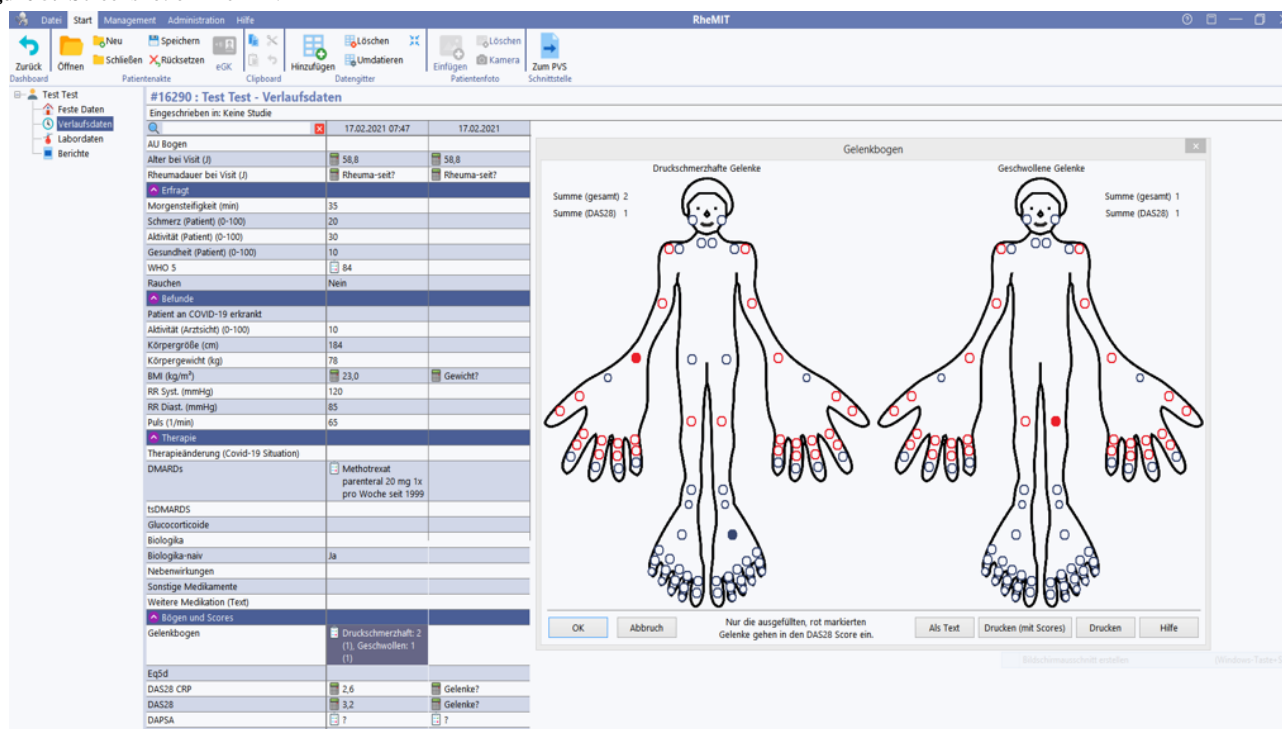 Datei Start Management Administration Hilfe
RheMIT
Zurück
Öffnen
Neu
Schließen
Speichern
Rücksetzen
eGK
Hinzufügen
Löschen
Umdatieren
Einfügen
Löschen
Kamera
Zum PVS
Dashboard
Patientenakte
Clipboard
Datengitter
Patientenfoto
Schnittstelle
Test Test
Feste Daten
Verlaufsdaten
Labordaten
Berichte
#16290 : Test Test - Verlaufsdaten
Eingeschrieben in: Keine Studie
17.02.2021 07:47 17.02.2021
AU Bogen
Alter bei Visit (J) 58,8 58,8
Rheumadauer bei Visit (J) Rheuma-seit? Rheuma-seit?
Erfragt
Morgensteifigkeit (min) 35
Schmerz (Patient) (0-100) 20
Aktivität (Patient) (0-100) 30
Gesundheit (Patient) (0-100) 10
WHO 5 84
Rauchen Nein
Befunde
Patient an COVID-19 erkrankt
Aktivität (Arztsicht) (0-100) 10
Körpergröße (cm) 184
Körpergewicht (kg) 78
BMI (kg/m²) 23,0 Gewicht?
RR Syst. (mmHg) 120
RR Diast. (mmHg) 85
Puls (1/min) 65
Therapie
Therapieänderung (Covid-19 Situation)
DMARDs Methotrexat
parenteral 20 mg 1x
pro Woche seit 1999
tsDMARDS
Glucocorticoide
Biologika
Biologika-naiv Ja
Nebenwirkungen
Sonstige Medikamente
Weitere Medikation (Text)
Bögen und Scores
Gelenkbogen Druckschmerzhaft: 2
(1), Geschwollen: 1
(1)
Eq5d
DAS28 CRP 2,6 Gelenke?
DAS28 3,2 Gelenke?
DAPSA ? ?
Gelenkbogen
Druckschmerzhafte Gelenke
Summe (gesamt) 2
Summe (DAS28) 1
Geschwollene Gelenke
Summe (gesamt) 1
Summe (DAS28) 1
OK
Abbruch
Nur die ausgefüllten, rot markierten
Gelenke gehen in den DAS28 Score ein.
Als Text
Drucken (mit Scores)
Drucken
Hilfe
Bildschirmausschnitt erstellen